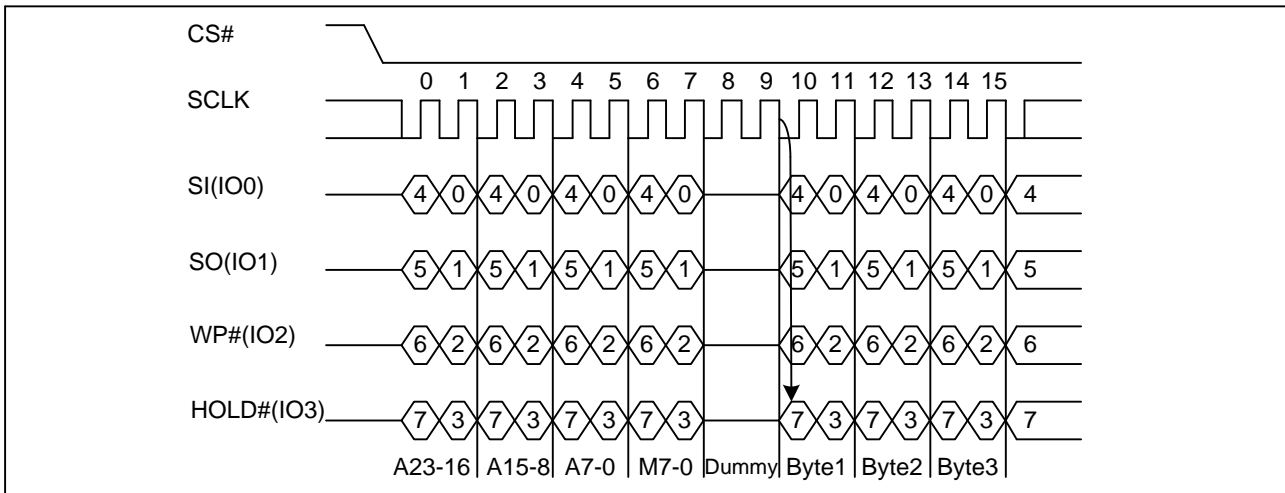 CS#
0 1 2 3 4 5 6 7 8 9 10 11 12 13 14 15
SCLK
SI(IO0) 4 0 4 0 4 0 4 0 4 0 4 0 4 0 4
SO(IO1) 5 1 5 1 5 1 5 1 5 1 5 1 5 1 5
WP#(IO2) 6 2 6 2 6 2 6 2 6 2 6 2 6 2 6
HOLD#(IO3) 7 3 7 3 7 3 7 3 7 3 7 3 7 3 7
A23-16 A15-8 A7-0 M7-0 Dummy Byte1 Byte2 Byte3